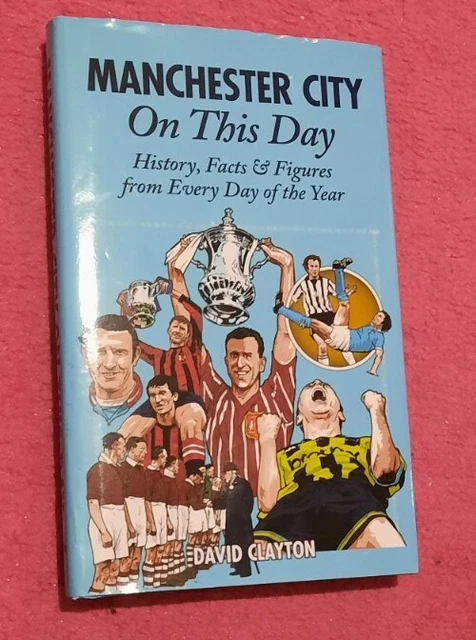 MANCHESTER CITY
On This Day
History, Facts & Figures
from Every Day of the Year
DAVID CLAYTON